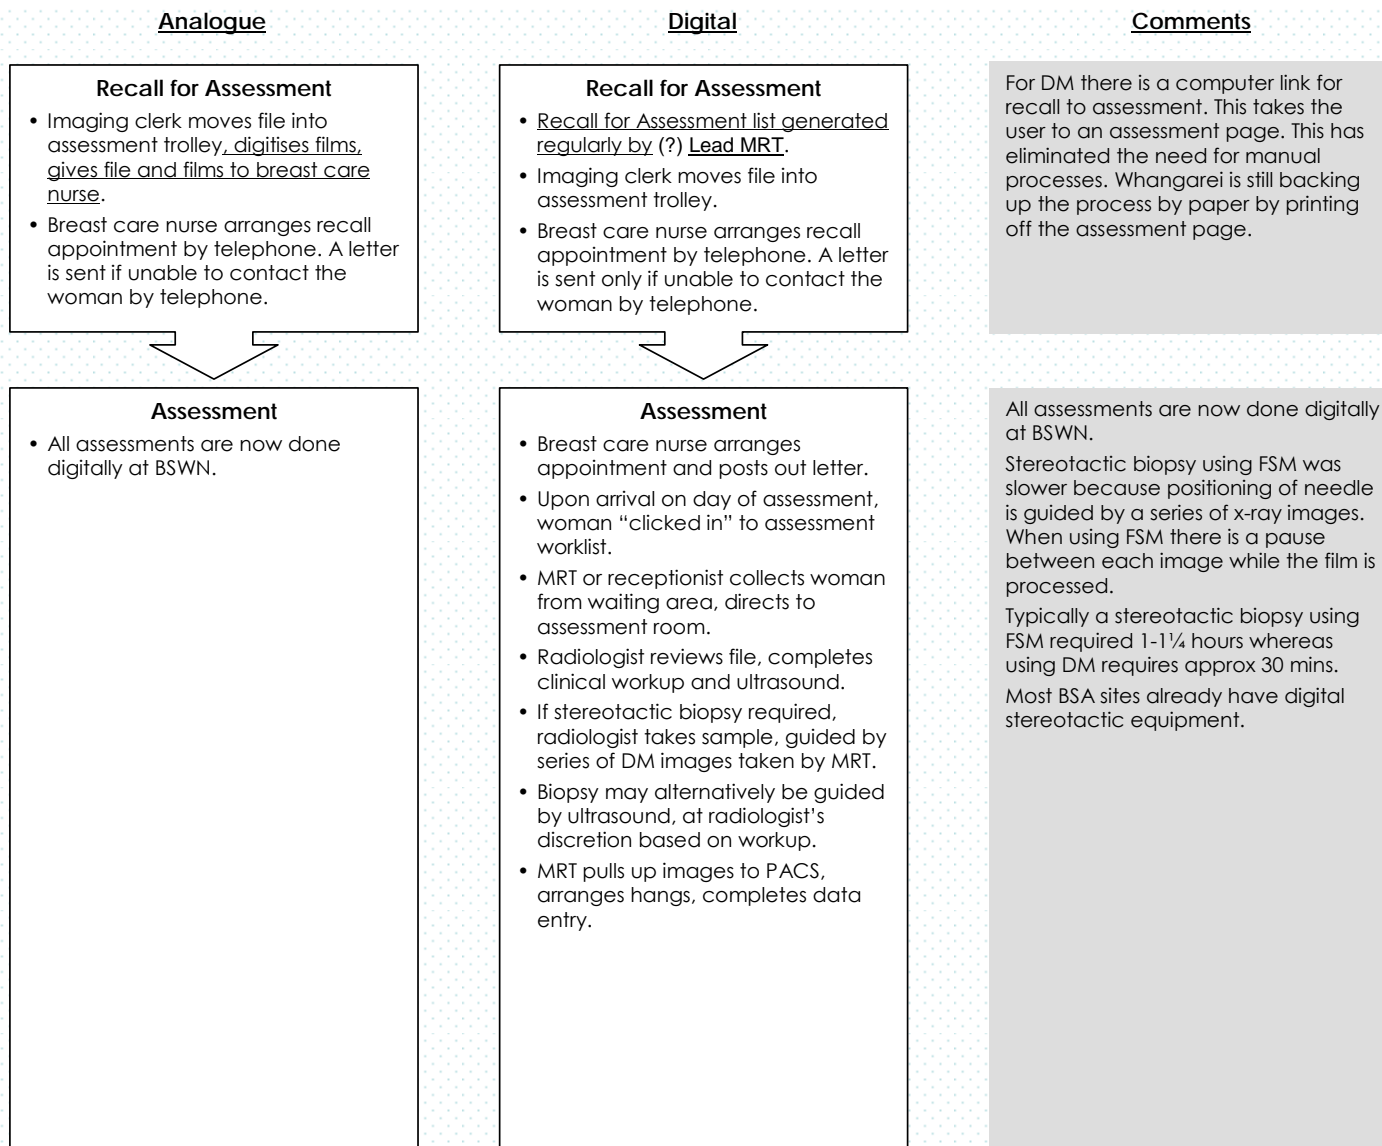 Analogue
Digital
Comments
Recall for Assessment
• Imaging clerk moves file into
assessment trolley, digitises films,
gives file and films to breast care
nurse.
• Breast care nurse arranges recall
appointment by telephone. A letter
is sent if unable to contact the
woman by telephone.
Recall for Assessment
• Recall for Assessment list generated
regularly by (?) Lead MRT.
• Imaging clerk moves file into
assessment trolley.
• Breast care nurse arranges recall
appointment by telephone. A letter
is sent only if unable to contact the
woman by telephone.
For DM there is a computer link for
recall to assessment. This takes the
user to an assessment page. This has
eliminated the need for manual
processes. Whangarei is still backing
up the process by paper by printing
off the assessment page.
Assessment
• All assessments are now done
digitally at BSWN.
Assessment
• Breast care nurse arranges
appointment and posts out letter.
• Upon arrival on day of assessment,
woman “clicked in” to assessment
worklist.
• MRT or receptionist collects woman
from waiting area, directs to
assessment room.
• Radiologist reviews file, completes
clinical workup and ultrasound.
• If stereotactic biopsy required,
radiologist takes sample, guided by
series of DM images taken by MRT.
• Biopsy may alternatively be guided
by ultrasound, at radiologist’s
discretion based on workup.
• MRT pulls up images to PACS,
arranges hangs, completes data
entry.
All assessments are now done digitally
at BSWN.
Stereotactic biopsy using FSM was
slower because positioning of needle
is guided by a series of x-ray images.
When using FSM there is a pause
between each image while the film is
processed.
Typically a stereotactic biopsy using
FSM required 1-1¼ hours whereas
using DM requires approx 30 mins.
Most BSA sites already have digital
stereotactic equipment.